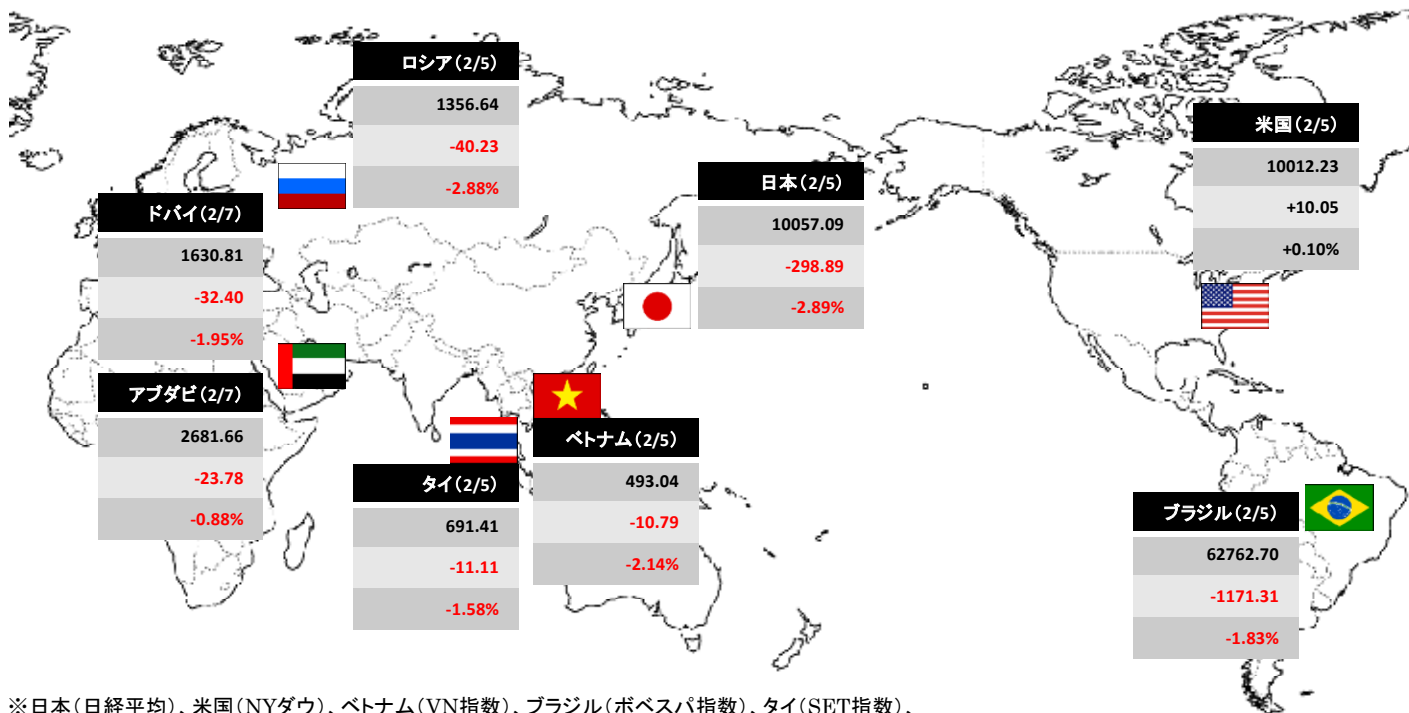 ロシア(2/5)
1356.64
-40.23
-2.88%
米国(2/5)
10012.23
+10.05
+0.10%
日本(2/5)
10057.09
-298.89
-2.89%
ドバイ(2/7)
1630.81
-32.40
-1.95%
アブダビ(2/7)
2681.66
-23.78
-0.88%
ベトナム(2/5)
493.04
-10.79
-2.14%
タイ(2/5)
691.41
-11.11
-1.58%
ブラジル(2/5)
62762.70
-1171.31
-1.83%
※日本(日経平均)、米国(NYダウ)、ベトナム(VN指数)、ブラジル(ボベスパ指数)、タイ(SET指数)、